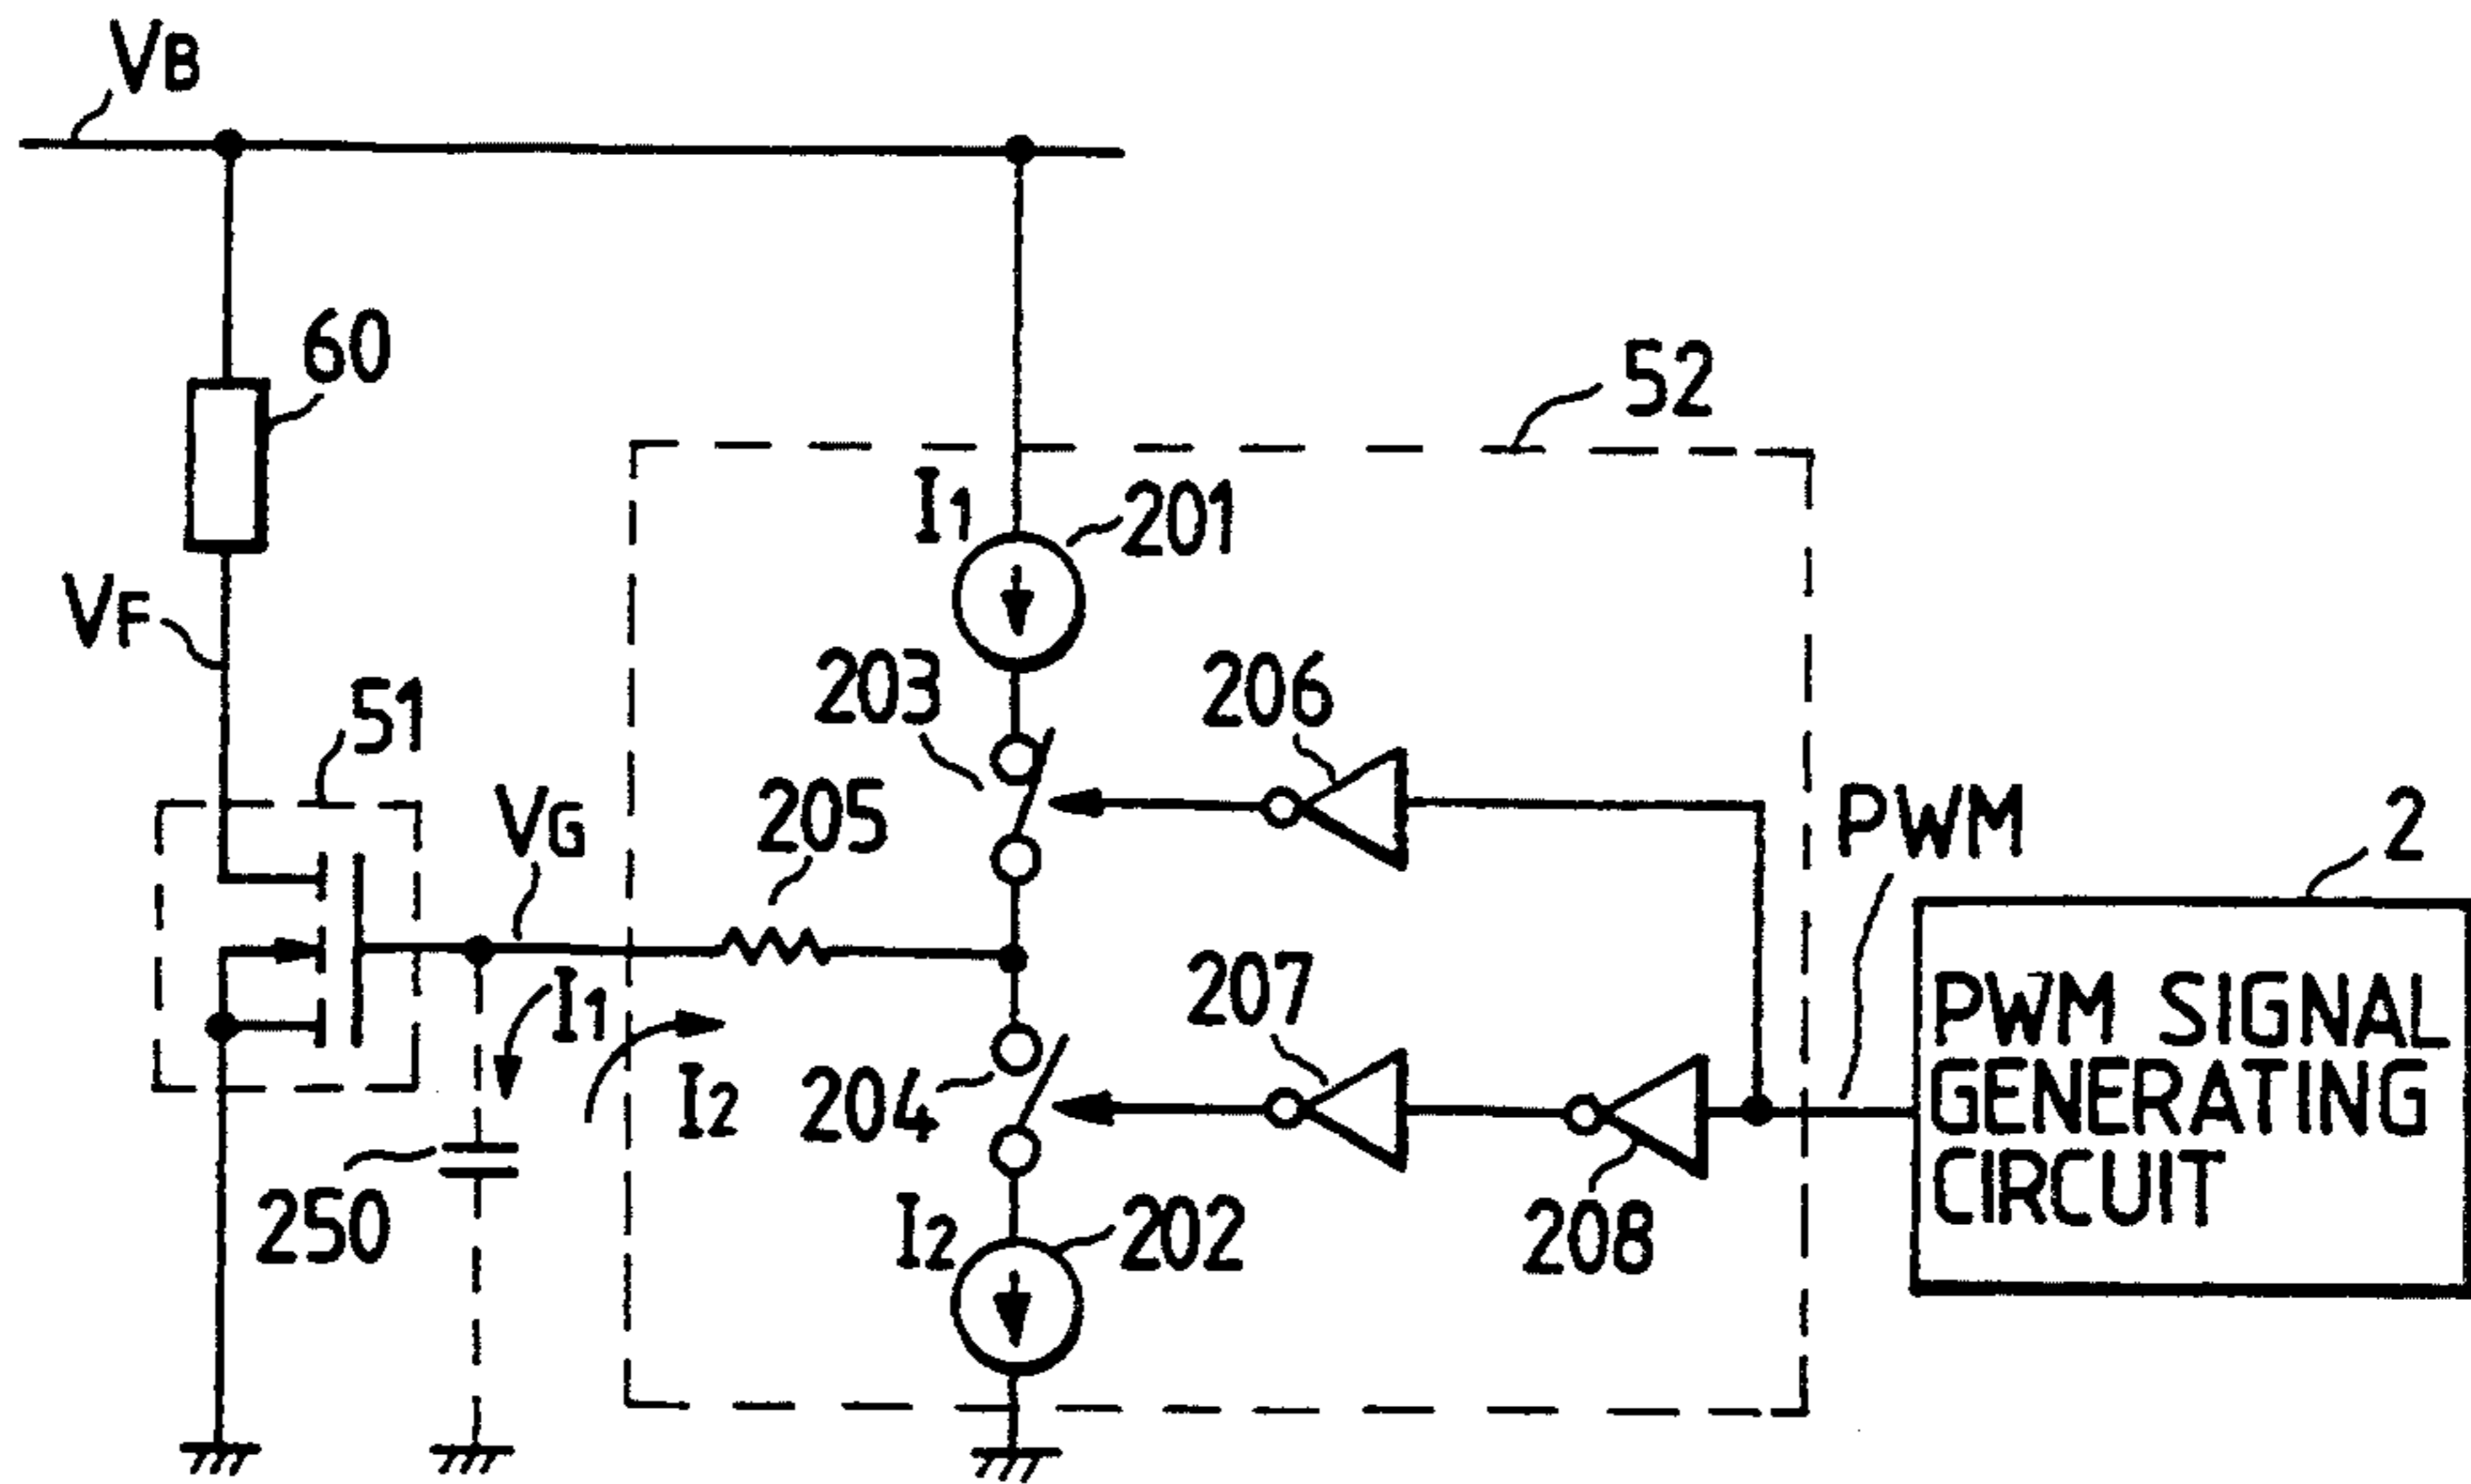 VB
60
52
I1
201
VF
203
206
51
205
PWM
2
VG
I1
207
PWM SIGNAL
GENERATING
CIRCUIT
I2
204
250
I2
202
208